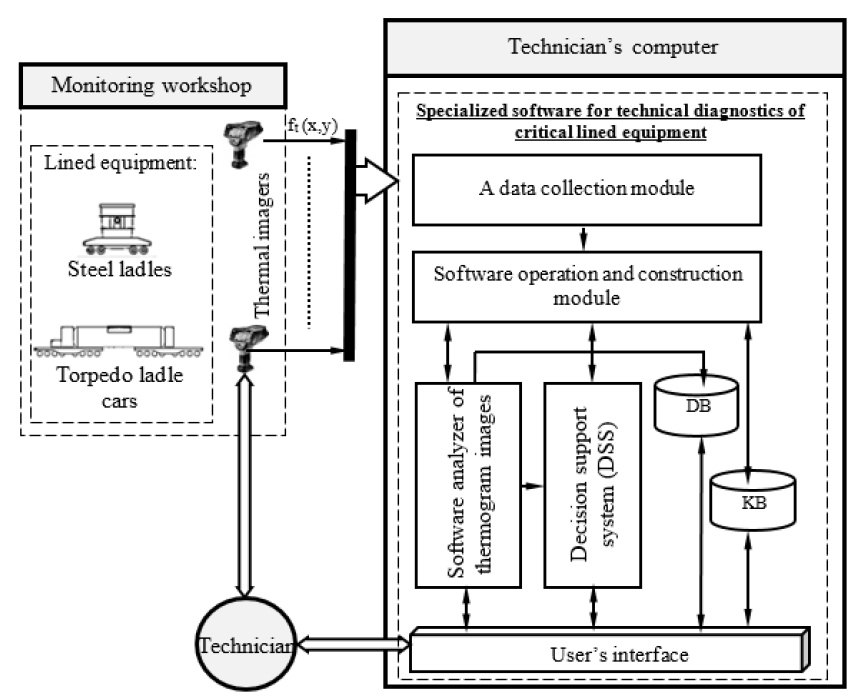 Technician's computer
Monitoring workshop
Specialized software for technical diagnostics of
critical lined equipment
fₜ(x,y)
Lined equipment:
Steel ladles
Torpedo ladle
cars
Thermal imagers
A data collection module
Software operation and construction
module
Software analyzer of
thermogram images
Decision support
system (DSS)
DB
KB
Technician
User's interface